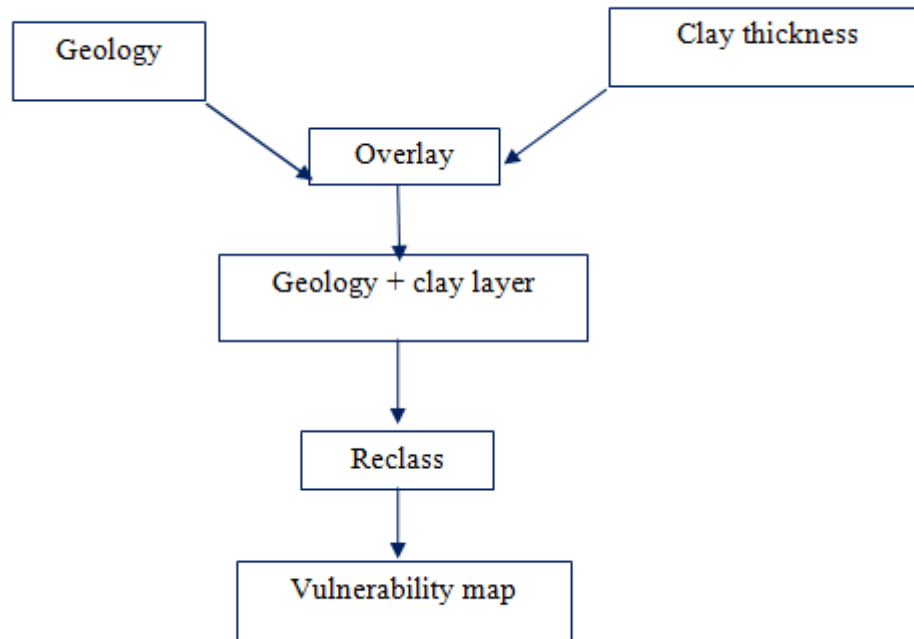 Geology
Clay thickness
Overlay
Geology + clay layer
Reclass
Vulnerability map